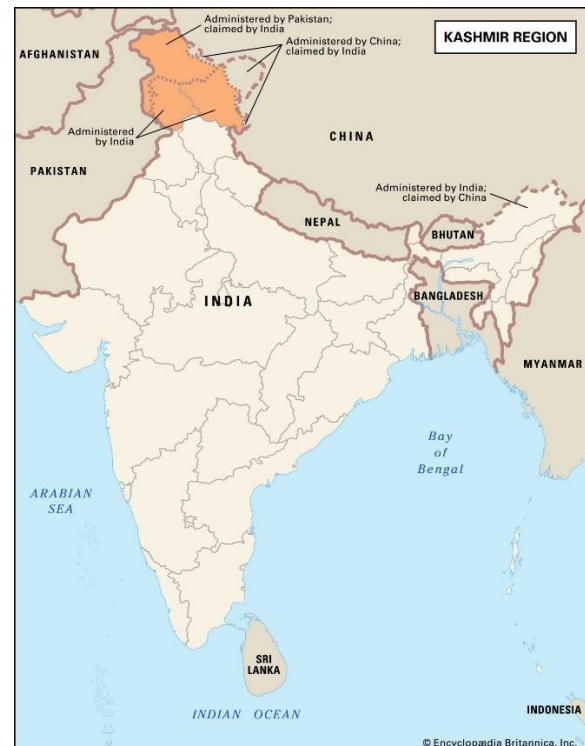 KASHMIR REGION
Administered by Pakistan;
claimed by India
Administered by China;
claimed by India
AFGHANISTAN
Administered
by India
CHINA
PAKISTAN
Administered by India;
claimed by China
NEPAL
BHUTAN
INDIA
BANGLADESH
MYANMAR
Bay
of
Bengal
ARABIAN
SEA
SRI
LANKA
INDIAN OCEAN
INDONESIA
© Encyclopædia Britannica, Inc.